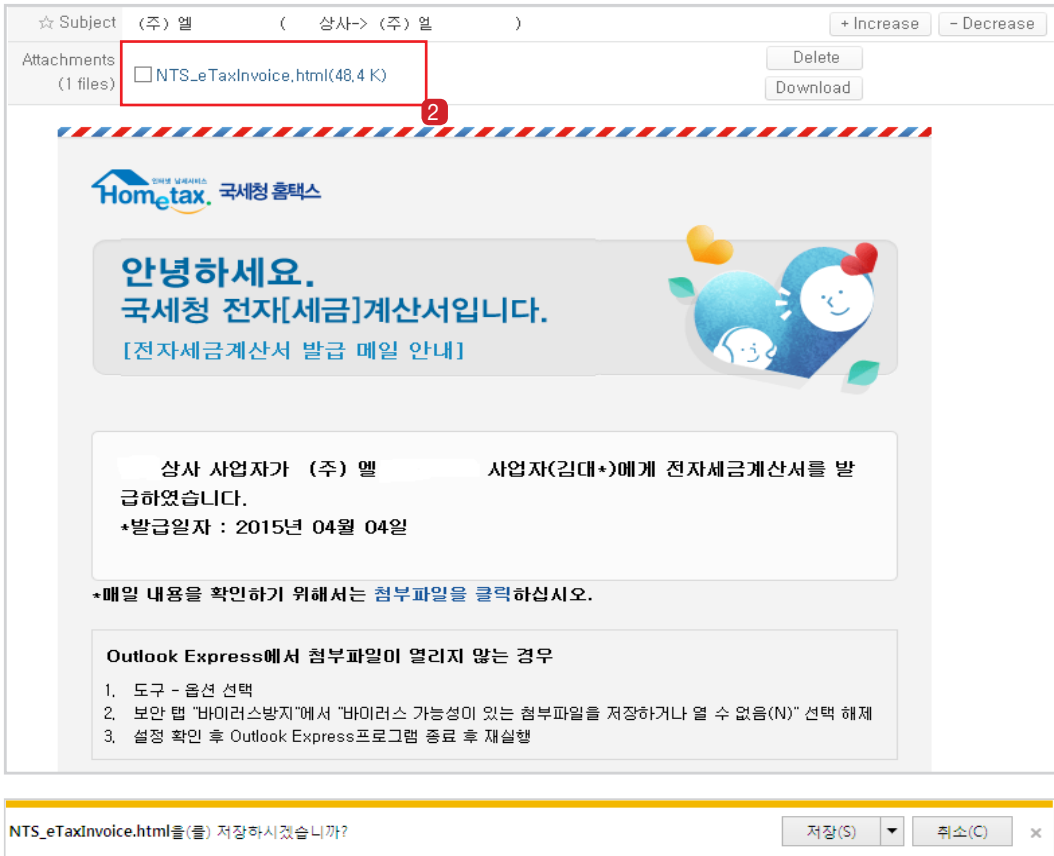 ☆ Subject (주) 엘 ( 상사-> (주) 엘 ) + Increase - Decrease
Attachments
(1 files)
NTS_eTaxInvoice.html(48.4 K)
Delete
Download
2
인터넷 납세서비스
Hometax. 국세청 홈택스
안녕하세요.
국세청 전자[세금]계산서입니다.
[전자세금계산서 발급 메일 안내]
상사 사업자가 (주) 엘 사업자(김대*)에게 전자세금계산서를 발
급하였습니다.
*발급일자 : 2015년 04월 04일
*매일 내용을 확인하기 위해서는 첨부파일을 클릭하십시오.
Outlook Express에서 첨부파일이 열리지 않는 경우
1. 도구 - 옵션 선택
2. 보안 탭 "바이러스방지"에서 "바이러스 가능성이 있는 첨부파일을 저장하거나 열 수 없음(N)" 선택 해제
3. 설정 확인 후 Outlook Express프로그램 종료 후 재실행
NTS_eTaxInvoice.html을(를) 저장하시겠습니까? 저장(S) 취소(C) ×